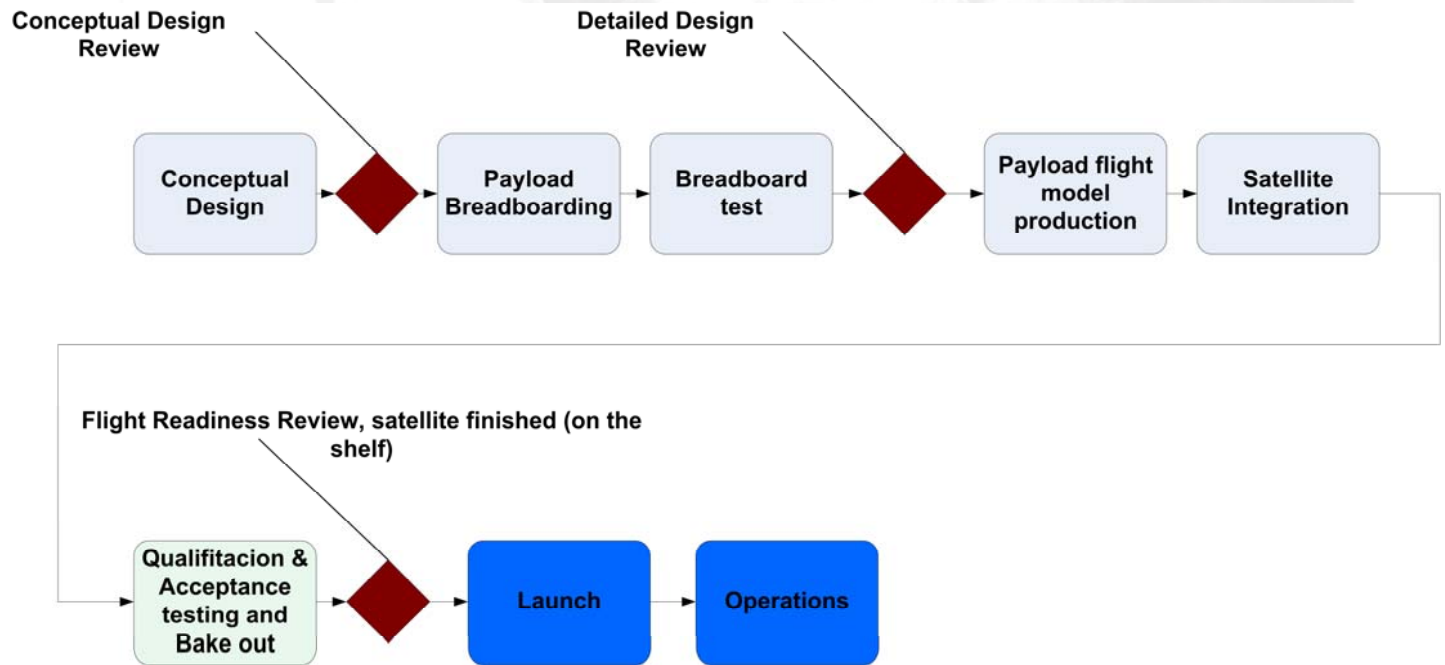 Conceptual Design
Review
Detailed Design
Review
Conceptual
Design
Payload
Breadboarding
Breadboard
test
Payload flight
model
production
Satellite
Integration
Flight Readiness Review, satellite finished (on the
shelf)
Qualifitacion &
Acceptance
testing and
Bake out
Launch
Operations